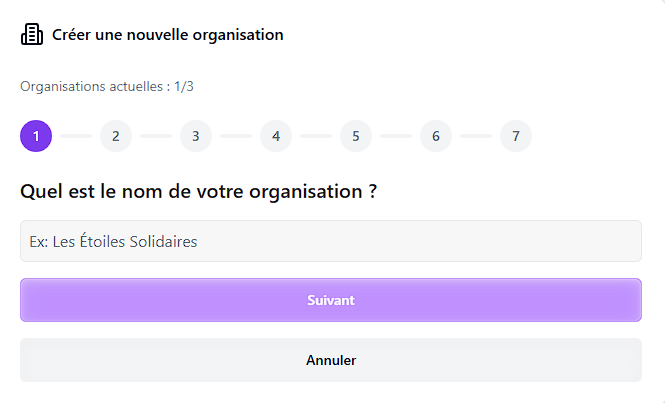 Créer une nouvelle organisation
Organisations actuelles : 1/3
1 2 3 4 5 6 7
Quel est le nom de votre organisation ?
Ex: Les Étoiles Solidaires
Suivant
Annuler